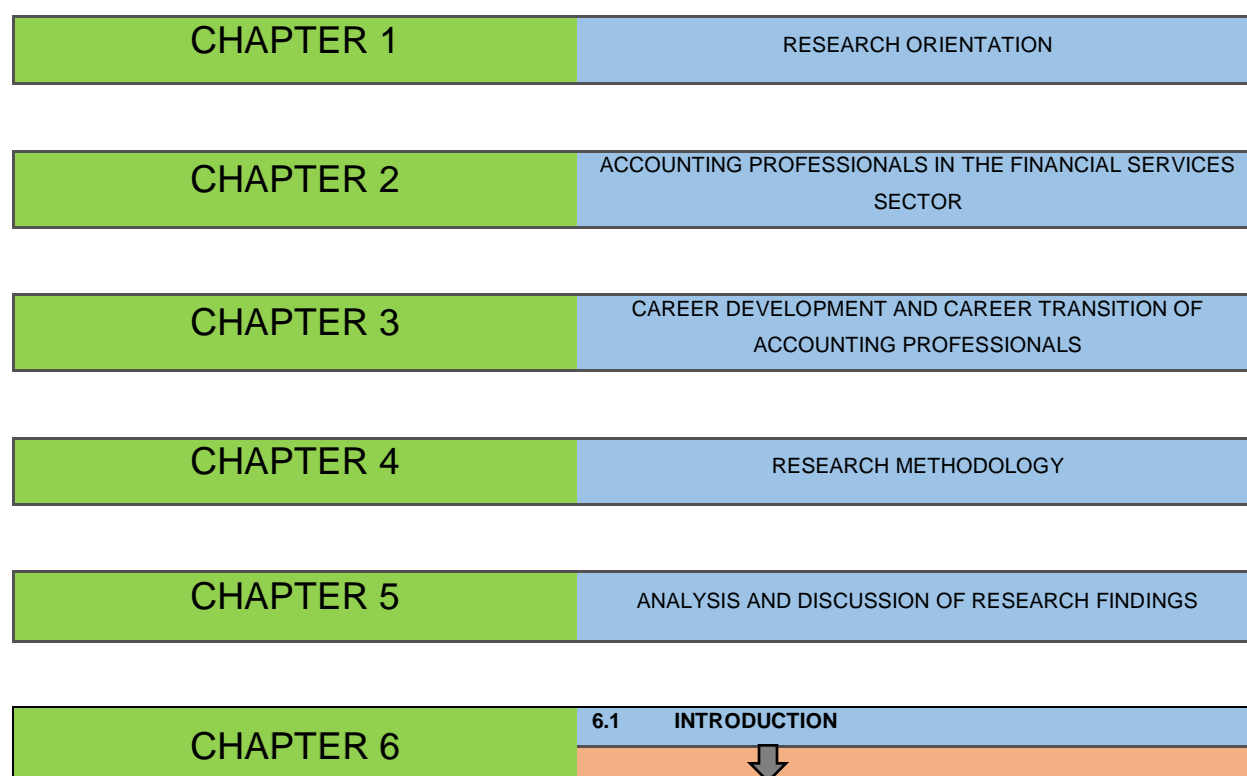 CHAPTER 1
RESEARCH ORIENTATION
CHAPTER 2
ACCOUNTING PROFESSIONALS IN THE FINANCIAL SERVICES
SECTOR
CHAPTER 3
CAREER DEVELOPMENT AND CAREER TRANSITION OF
ACCOUNTING PROFESSIONALS
CHAPTER 4
RESEARCH METHODOLOGY
CHAPTER 5
ANALYSIS AND DISCUSSION OF RESEARCH FINDINGS
CHAPTER 6
6.1 INTRODUCTION